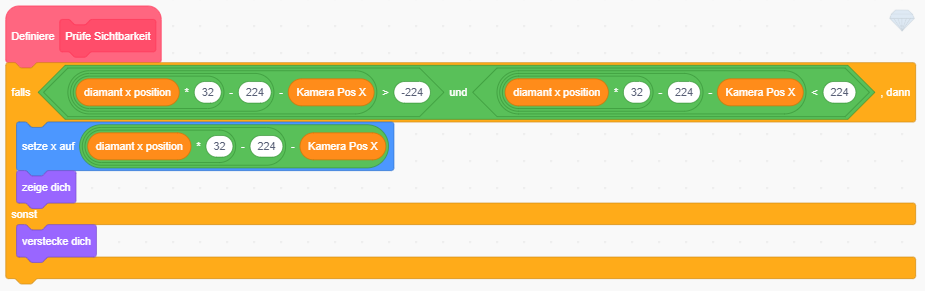 Definiere Prüfe Sichtbarkeit
falls diamant x position * 32 - 224 - Kamera Pos X > -224 und diamant x position * 32 - 224 - Kamera Pos X < 224 , dann
setze x auf diamant x position * 32 - 224 - Kamera Pos X
zeige dich
sonst
verstecke dich